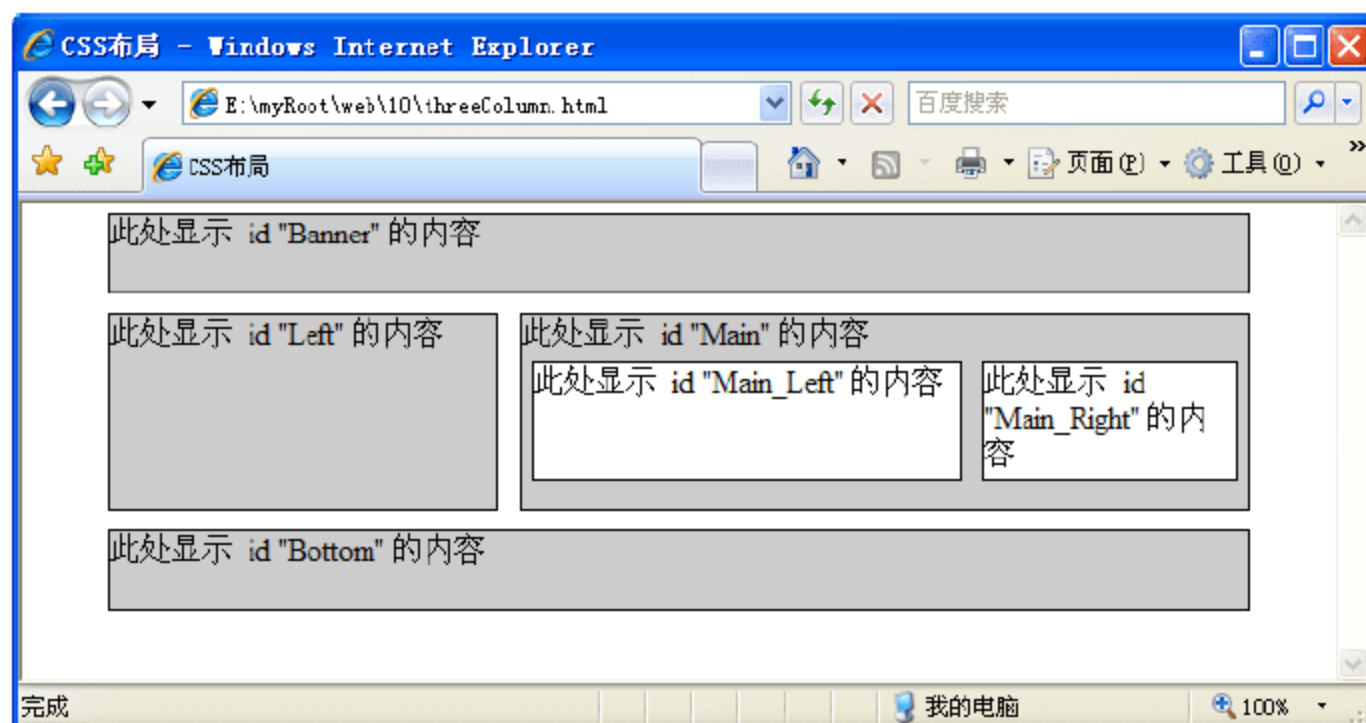 CSS布局 - Windows Internet Explorer
E:\myRoot\web\10\threeColumn.html
百度搜索
CSS布局
页面(P)
工具(O)
»
此处显示 id "Banner" 的内容
此处显示 id "Left" 的内容
此处显示 id "Main" 的内容
此处显示 id "Main_Left" 的内容
此处显示 id
"Main_Right" 的内
容
此处显示 id "Bottom" 的内容
完成
我的电脑
100%